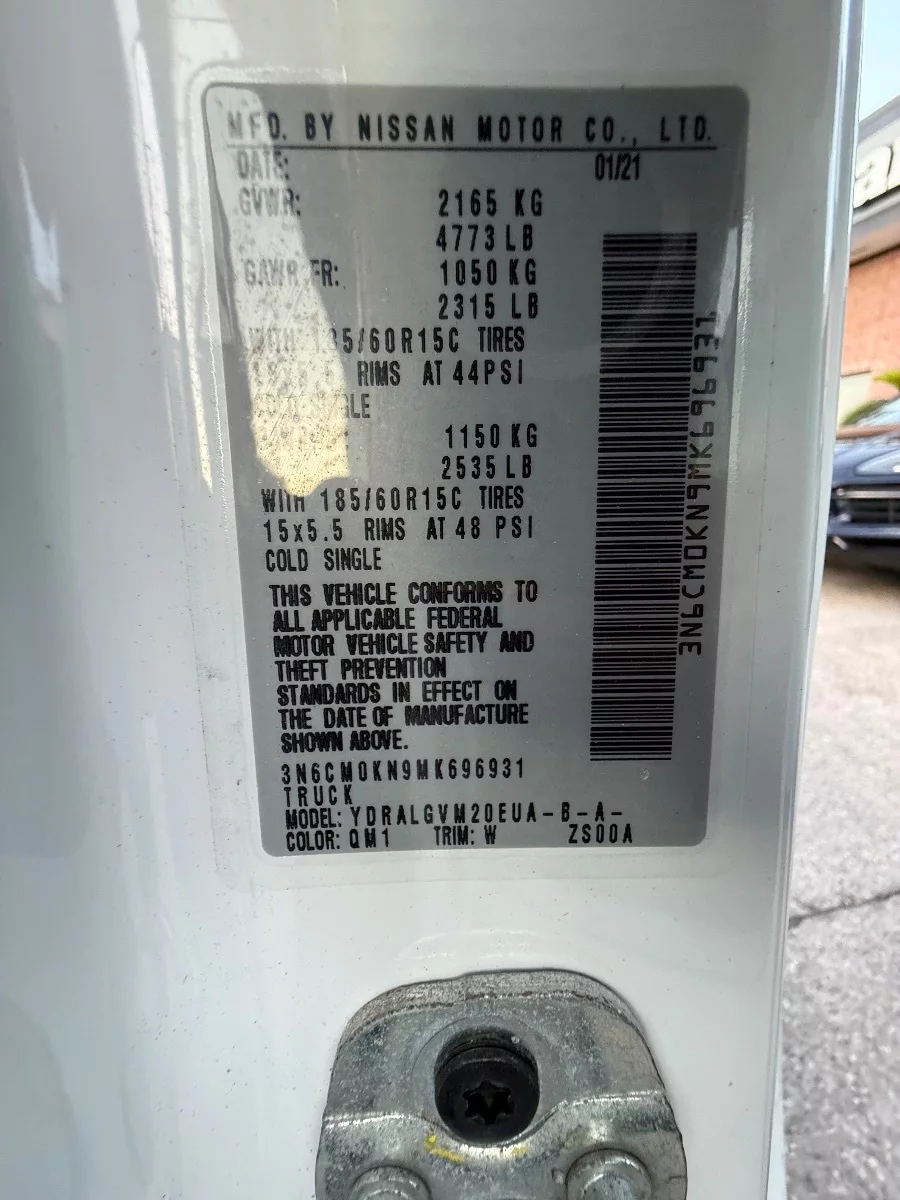 MFD. BY NISSAN MOTOR CO., LTD.
DATE: 01/21
GVWR: 2165 KG
4773 LB
GAWR FR: 1050 KG
2315 LB
WITH 185/60R15C TIRES
RIMS AT 44PSI
COLD SINGLE
1150 KG
2535 LB
WITH 185/60R15C TIRES
15x5.5 RIMS AT 48 PSI
COLD SINGLE
THIS VEHICLE CONFORMS TO
ALL APPLICABLE FEDERAL
MOTOR VEHICLE SAFETY AND
THEFT PREVENTION
STANDARDS IN EFFECT ON
THE DATE OF MANUFACTURE
SHOWN ABOVE.
3N6CM0KN9MK696931
TRUCK
MODEL: YDRALGVM20EUA-B-A-
COLOR: QM1 TRIM: W ZS00A
3N6CM0KN9MK696931